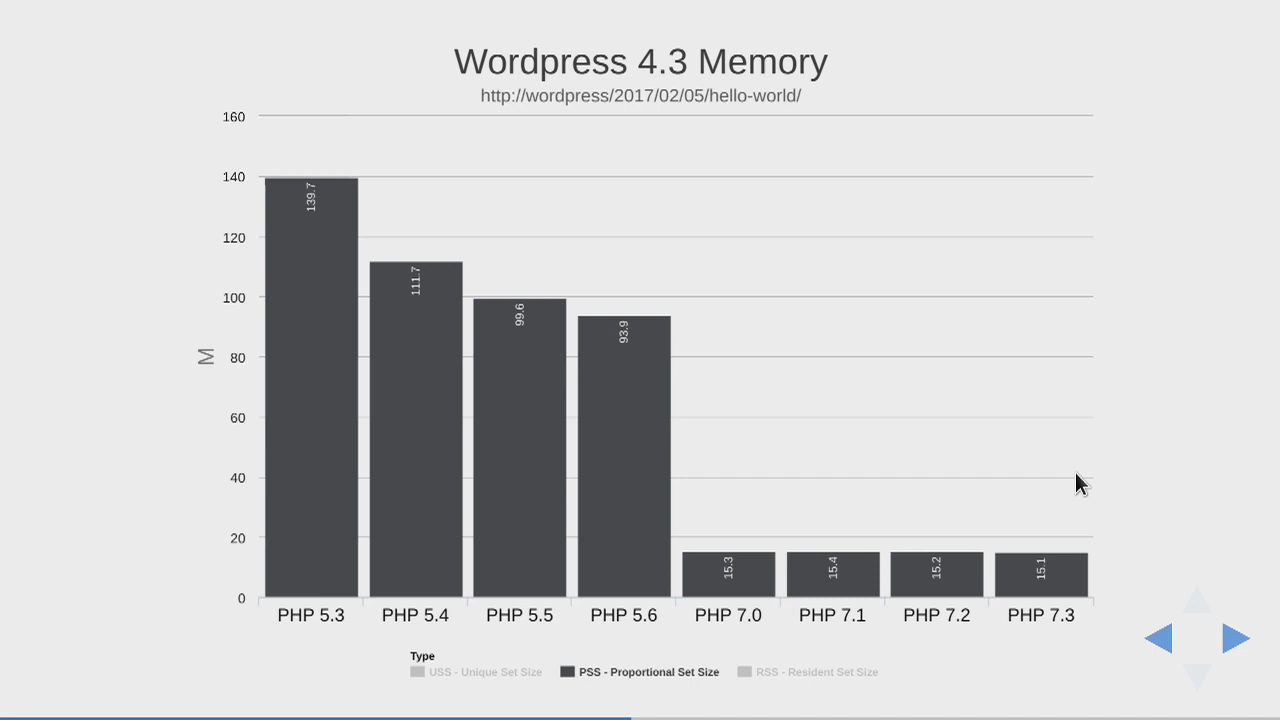 Wordpress 4.3 Memory
http://wordpress/2017/02/05/hello-world/
160
140
120
100
80
60
40
20
0
M
139.7
111.7
99.6
93.9
15.3
15.4
15.2
15.1
PHP 5.3 PHP 5.4 PHP 5.5 PHP 5.6 PHP 7.0 PHP 7.1 PHP 7.2 PHP 7.3
Type
USS - Unique Set Size PSS - Proportional Set Size RSS - Resident Set Size